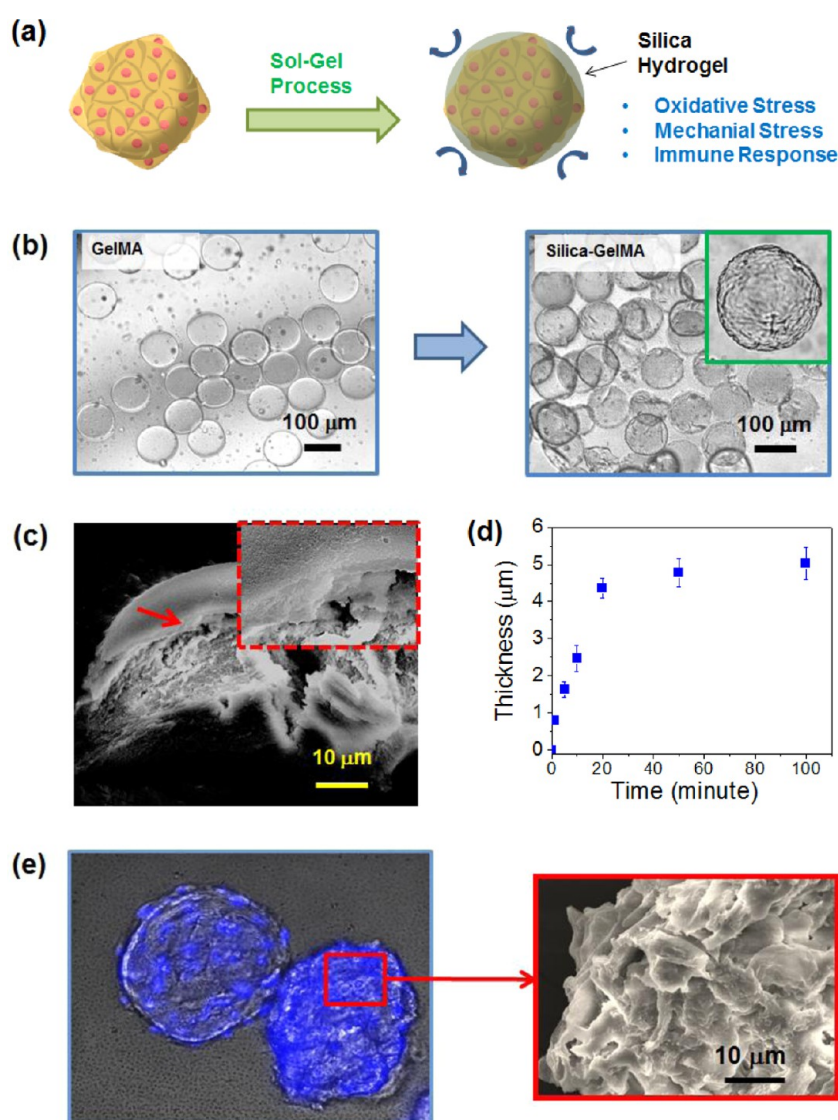 (a)
Sol-Gel
Process
Silica
Hydrogel
• Oxidative Stress
• Mechanial Stress
• Immune Response
(b)
GelMA
100 μm
Silica-GelMA
100 μm
(c)
10 μm
(d)
6
5
4
3
2
1
0
Thickness (μm)
0 20 40 60 80 100
Time (minute)
(e)
10 μm